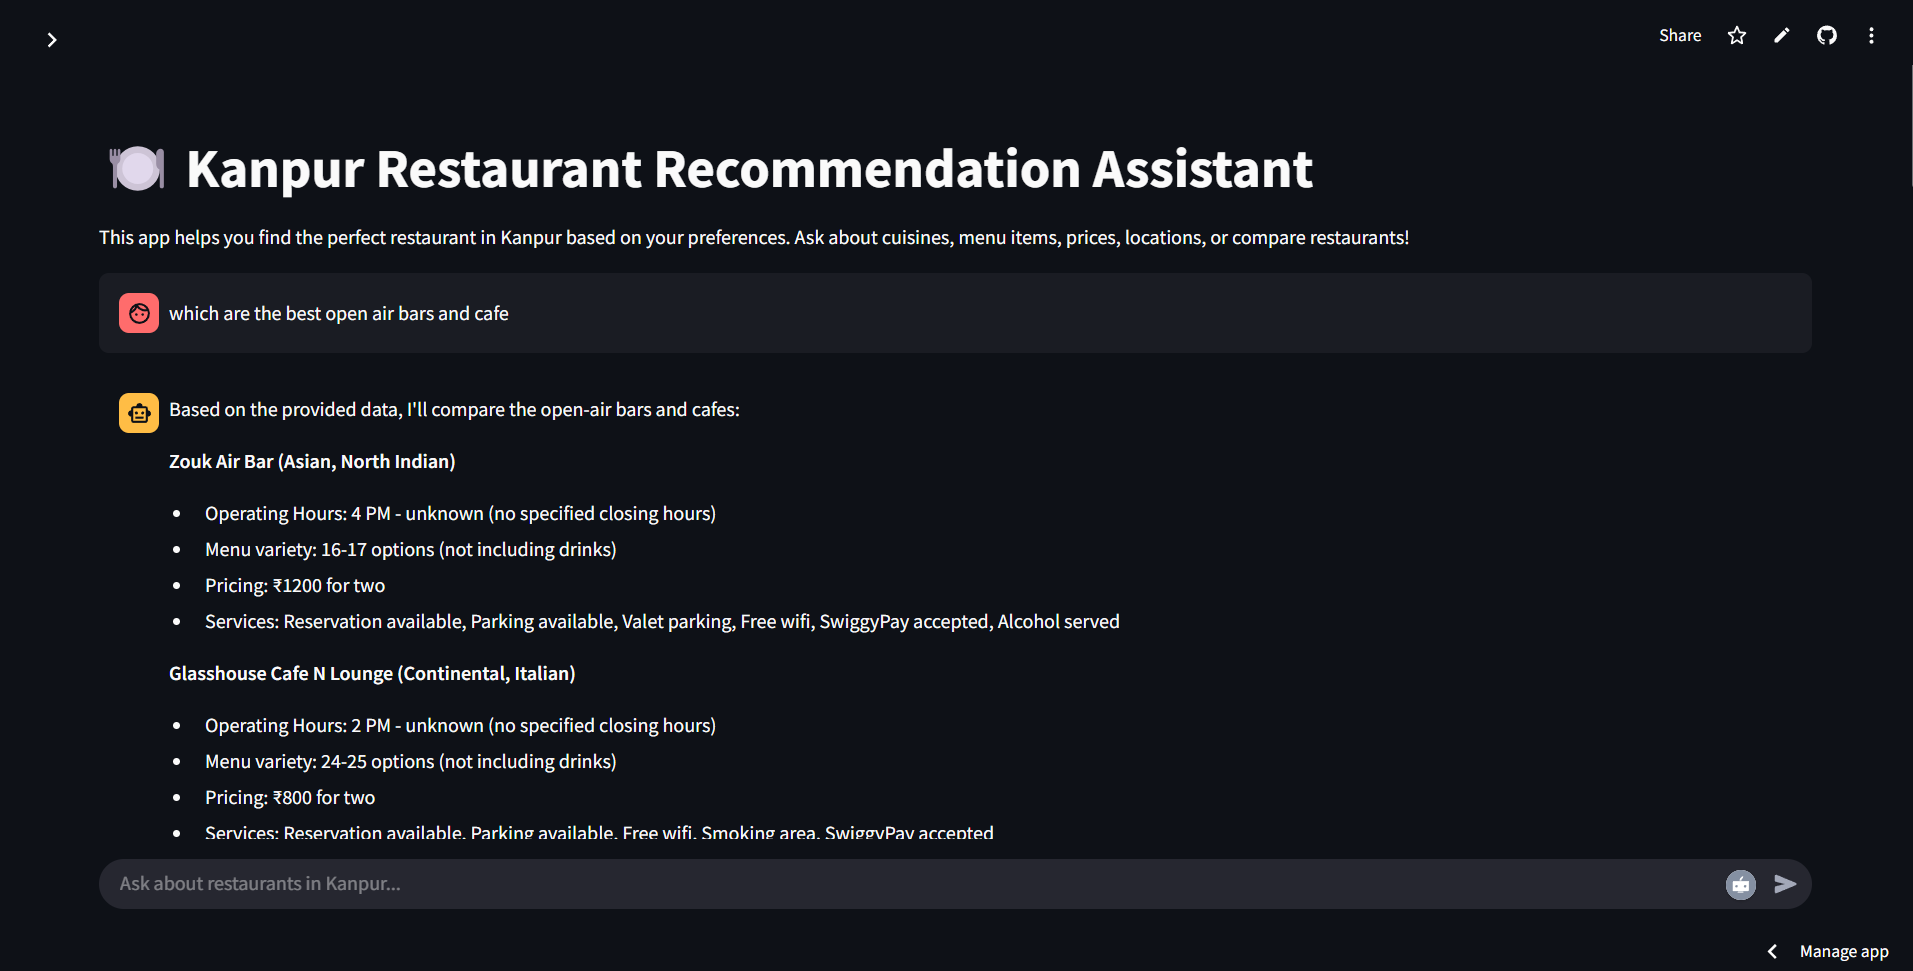 Share
Kanpur Restaurant Recommendation Assistant
This app helps you find the perfect restaurant in Kanpur based on your preferences. Ask about cuisines, menu items, prices, locations, or compare restaurants!
which are the best open air bars and cafe
Based on the provided data, I'll compare the open-air bars and cafes:
Zouk Air Bar (Asian, North Indian)
• Operating Hours: 4 PM - unknown (no specified closing hours)
• Menu variety: 16-17 options (not including drinks)
• Pricing: ₹1200 for two
• Services: Reservation available, Parking available, Valet parking, Free wifi, SwiggyPay accepted, Alcohol served
Glasshouse Cafe N Lounge (Continental, Italian)
• Operating Hours: 2 PM - unknown (no specified closing hours)
• Menu variety: 24-25 options (not including drinks)
• Pricing: ₹800 for two
• Services: Reservation available, Parking available, Free wifi, Smoking area, SwiggyPay accepted
Ask about restaurants in Kanpur...
Manage app